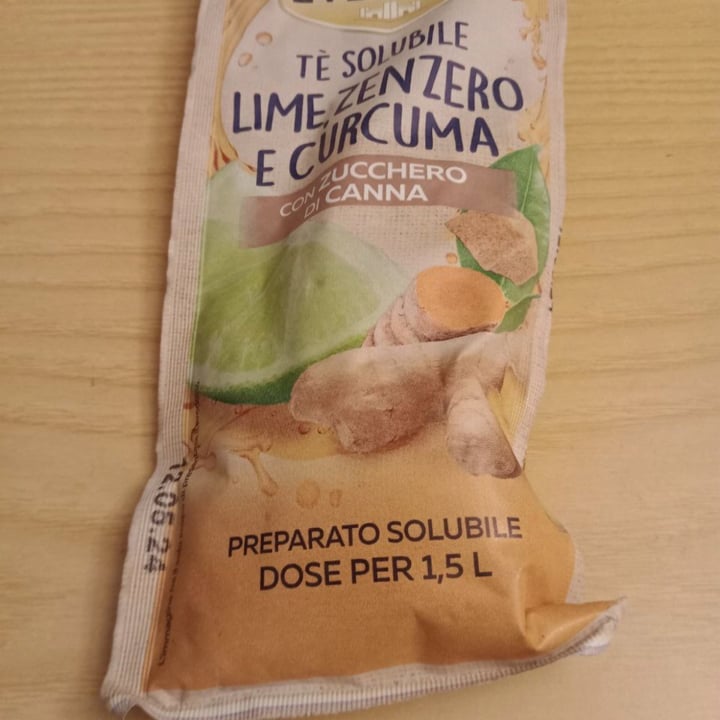 TÈ SOLUBILE
LIME, ZENZERO
E CURCUMA
CON ZUCCHERO
DI CANNA
12.05.24
PREPARATO SOLUBILE
DOSE PER 1,5 L